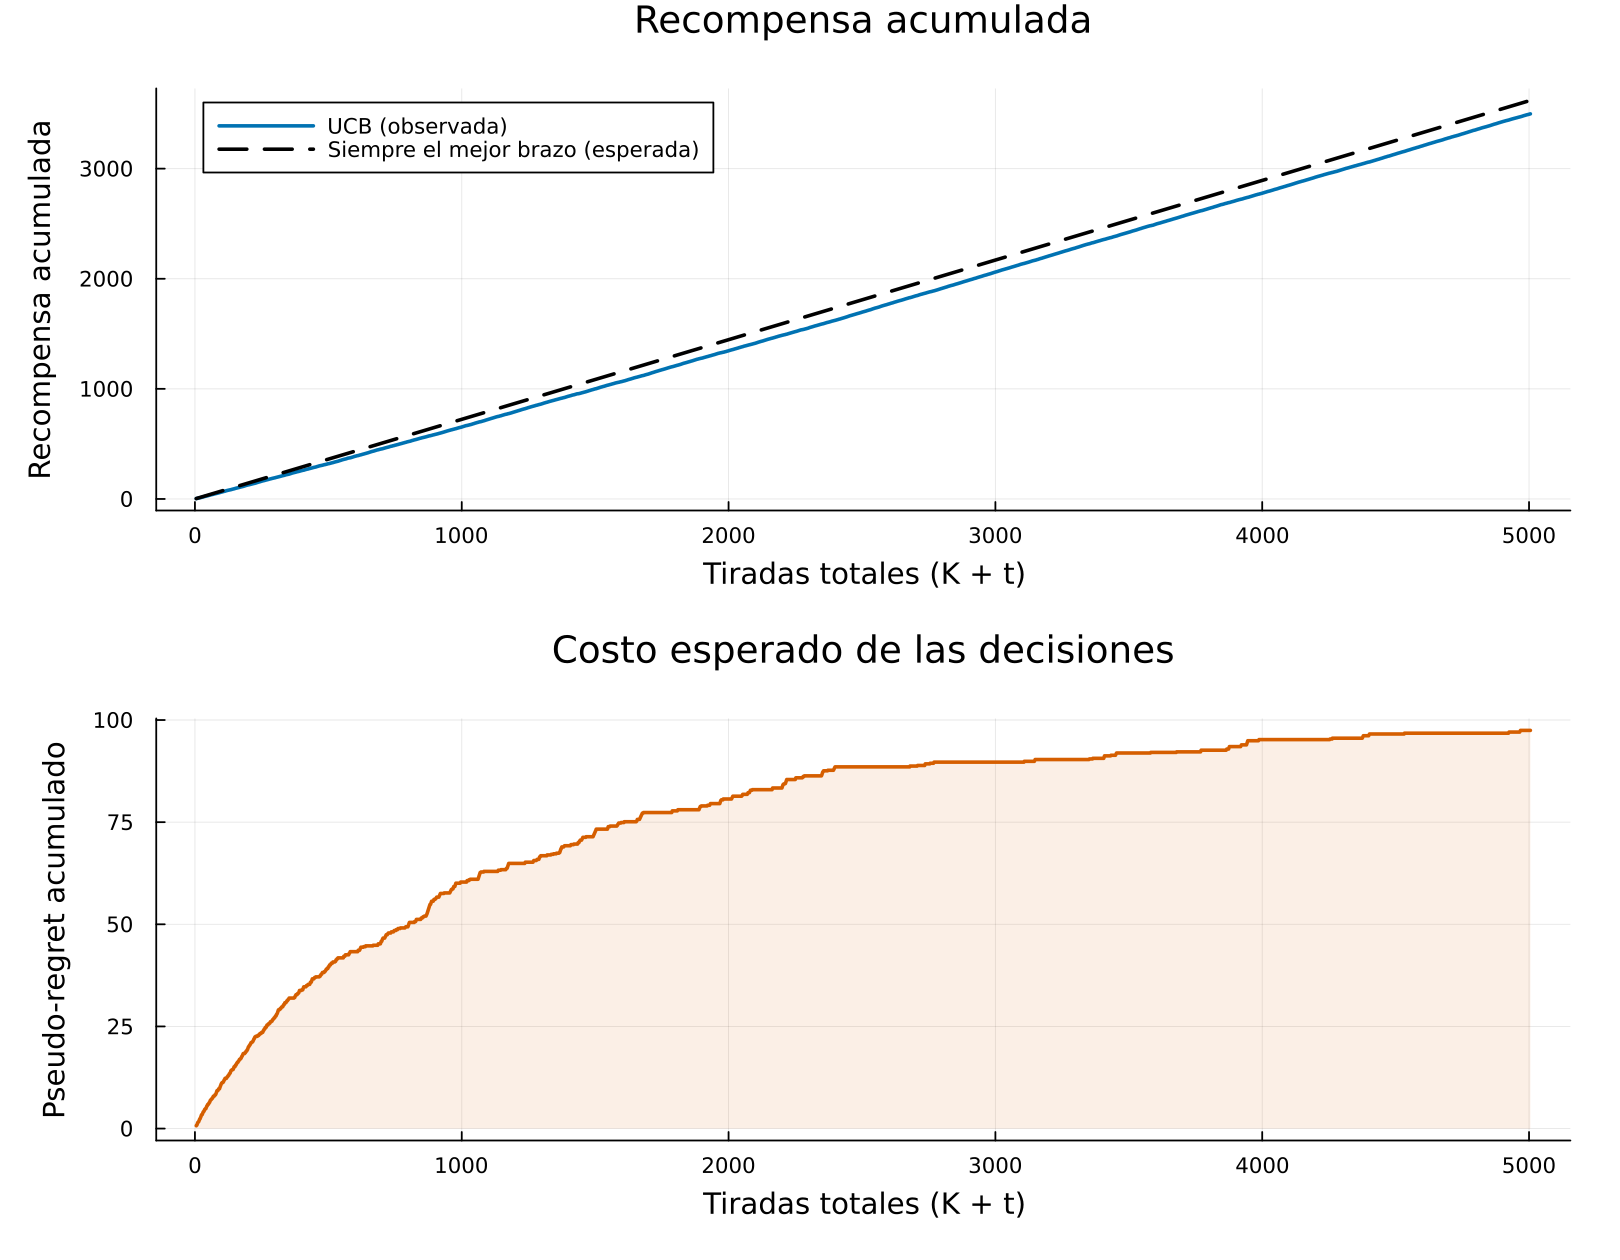 Recompensa acumulada
Recompensa acumulada
3000
2000
1000
0
UCB (observada)
Siempre el mejor brazo (esperada)
0 1000 2000 3000 4000 5000
Tiradas totales (K + t)
Costo esperado de las decisiones
Pseudo-regret acumulado
100
75
50
25
0
0 1000 2000 3000 4000 5000
Tiradas totales (K + t)